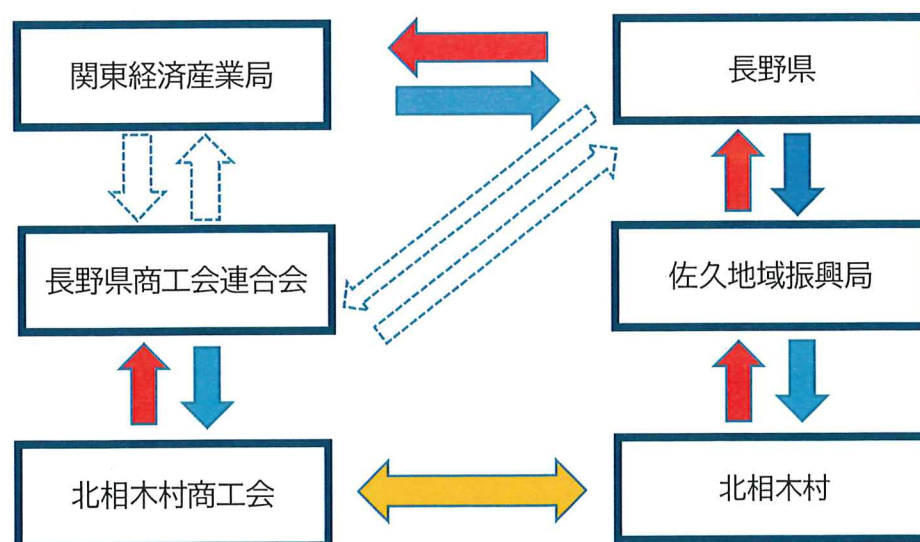 関東経済産業局
長野県
長野県商工会連合会
佐久地域振興局
北相木村商工会
北相木村